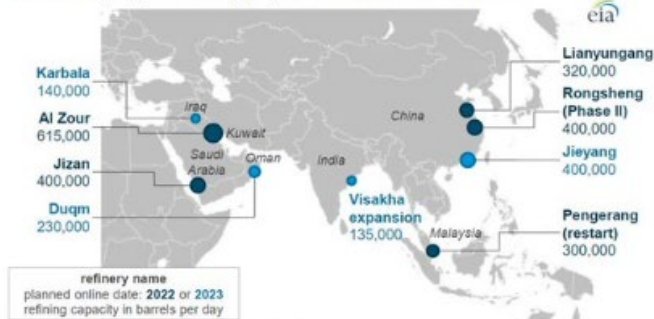 eia
Karbala
140,000
Al Zour
615,000
Jizan
400,000
Duqm
230,000
Iraq
Kuwait
Saudi
Arabia
Oman
India
China
Malaysia
Visakha
expansion
135,000
Lianyungang
320,000
Rongsheng
(Phase II)
400,000
Jieyang
400,000
Pengerang
(restart)
300,000
refinery name
planned online date: 2022 or 2023
refining capacity in barrels per day